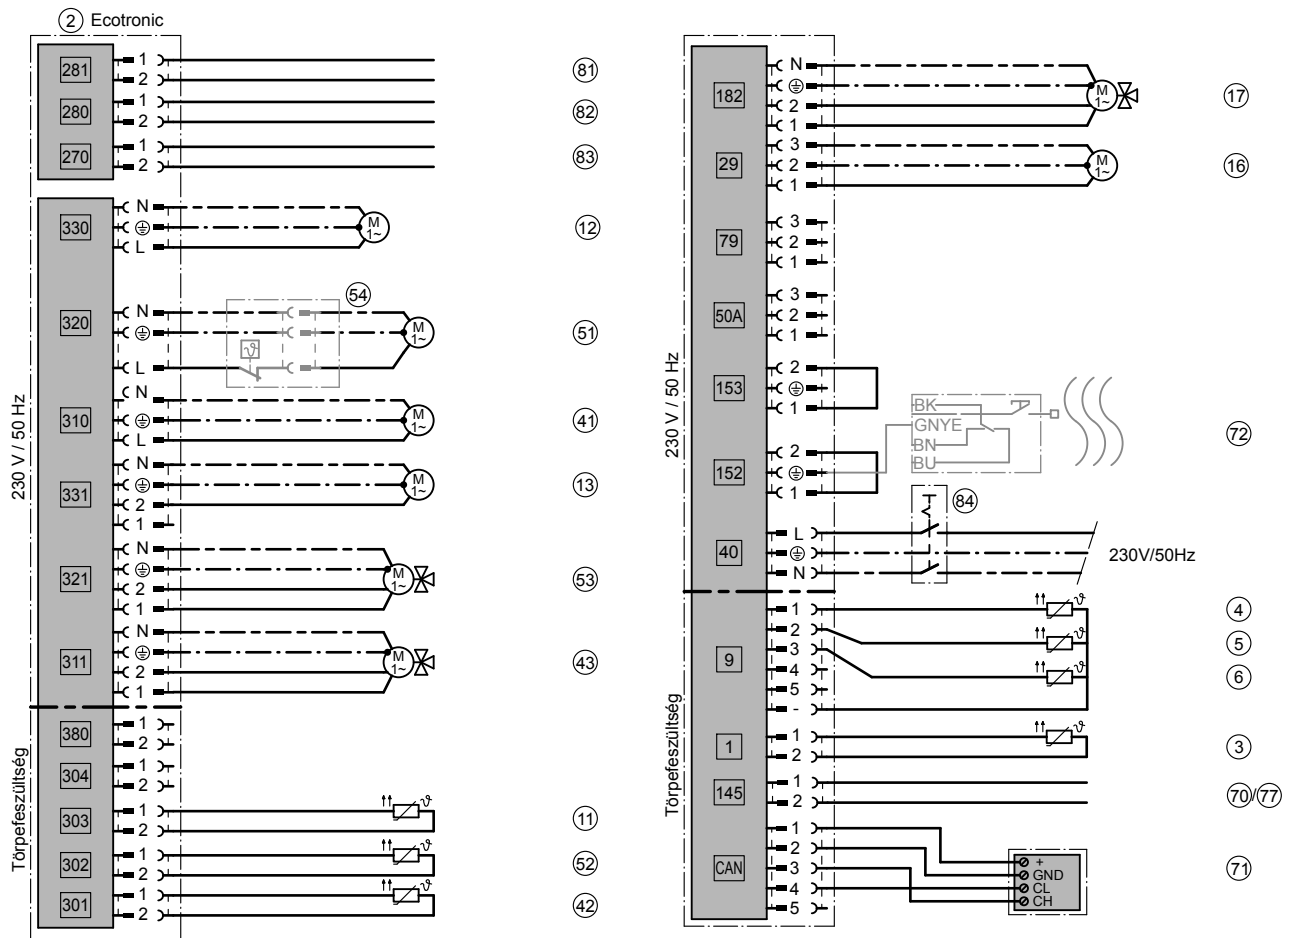 2 Ecotronic
281
1
2
81
280
1
2
82
270
1
2
83
230 V / 50 Hz
330
N
L
M
1~
12
320
N
L
ϑ
54
M
1~
51
310
N
L
M
1~
41
331
N
2
1
M
1~
13
321
N
2
1
M
1~
53
311
N
2
1
M
1~
43
Törpefeszültség
380
1
2
304
1
2
303
1
2
ϑ
11
302
1
2
ϑ
52
301
1
2
ϑ
42
230 V / 50 Hz
182
N
2
1
M
1~
17
29
3
2
1
M
1~
16
79
3
2
1
50A
3
2
1
153
2
1
BK
GNYE
BN
BU
72
152
2
1
84
40
L
N
230V/50Hz
Törpefeszültség
9
1
2
3
4
5
-
ϑ
4
ϑ
5
ϑ
6
1
1
2
ϑ
3
145
1
2
70/77
CAN
1
2
3
4
5
+
GND
CL
CH
71